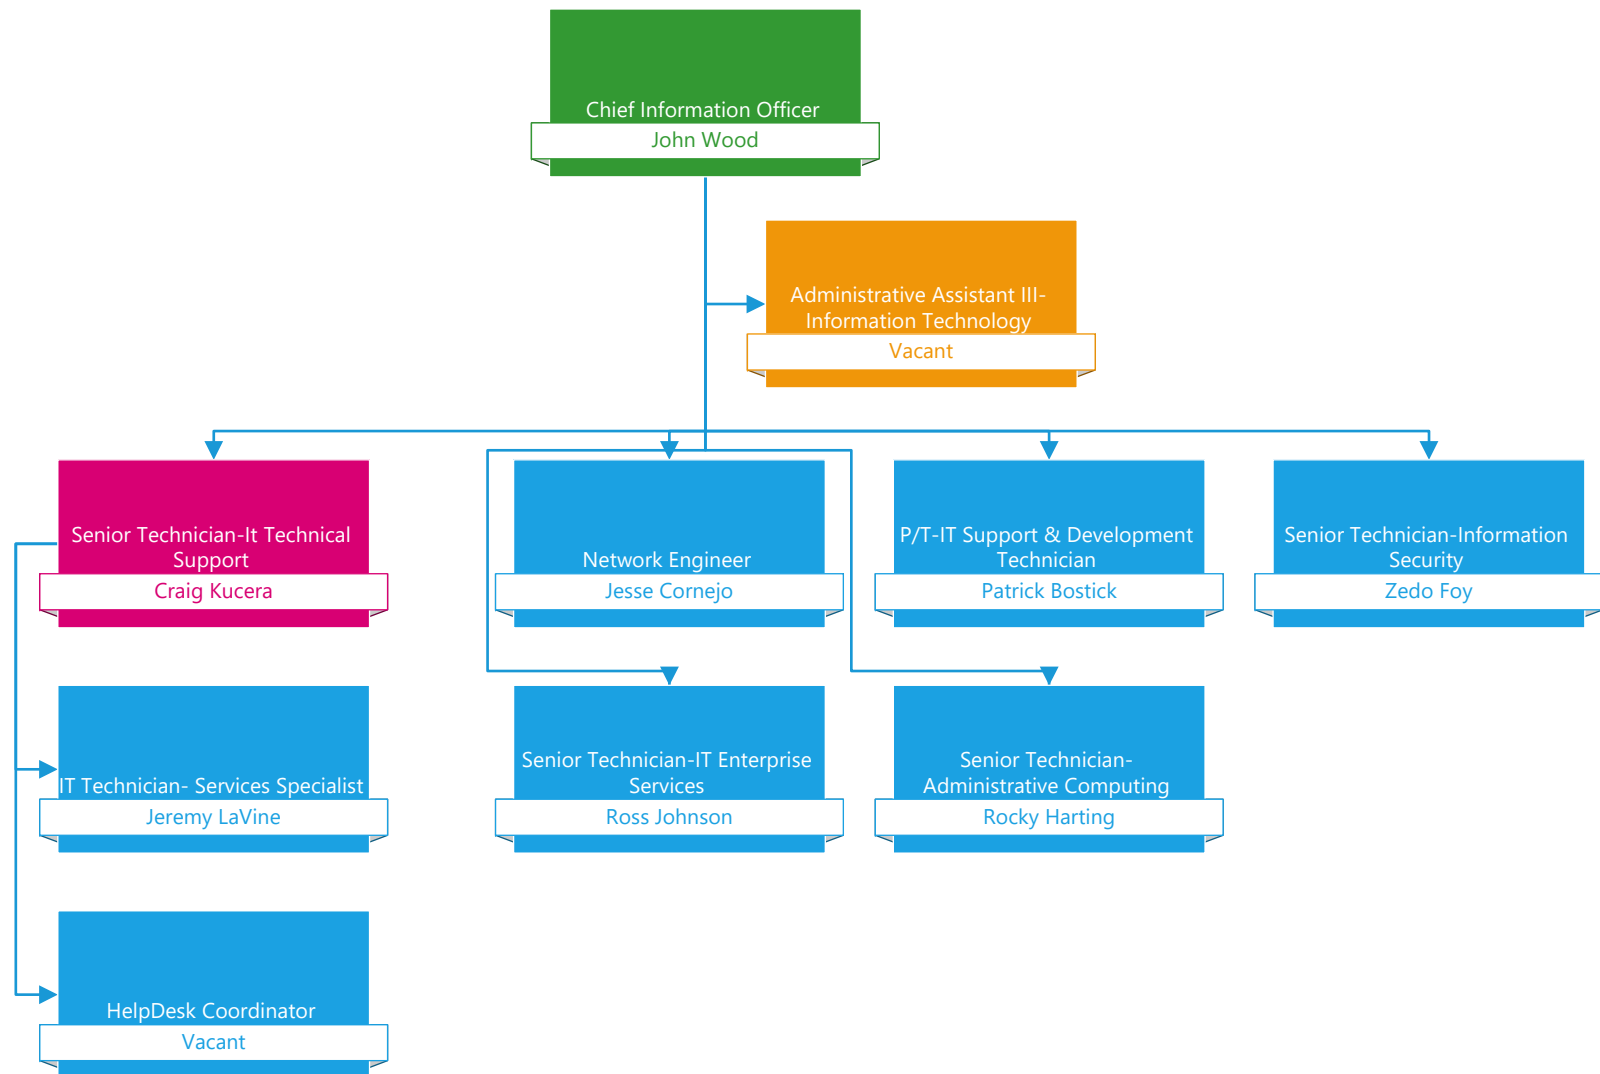 Chief Information Officer
John Wood
Administrative Assistant III-
Information Technology
Vacant
Senior Technician-It Technical
Support
Craig Kucera
Network Engineer
Jesse Cornejo
P/T-IT Support & Development
Technician
Patrick Bostick
Senior Technician-Information
Security
Zedo Foy
IT Technician- Services Specialist
Jeremy LaVine
Senior Technician-IT Enterprise
Services
Ross Johnson
Senior Technician-
Administrative Computing
Rocky Harting
HelpDesk Coordinator
Vacant